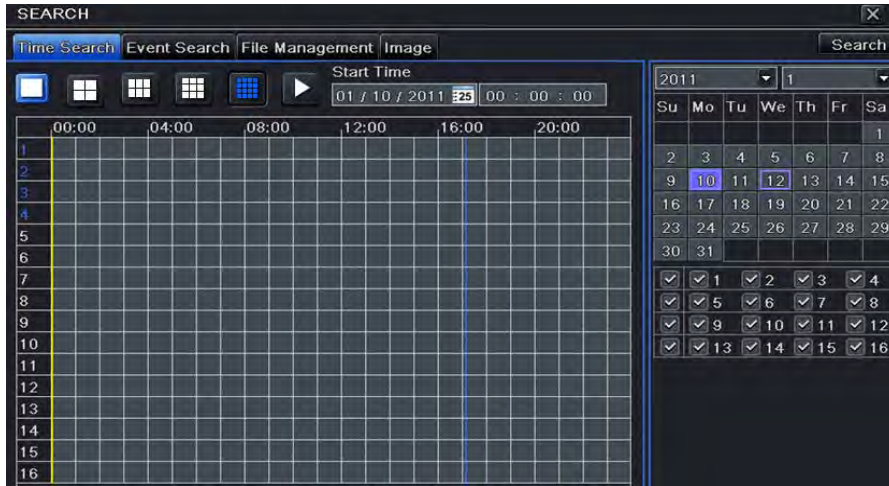 SEARCH
Time Search Event Search File Management Image Search
Start Time
01 / 10 / 2011 25 00 : 00 : 00
00:00 04:00 08:00 12:00 16:00 20:00
1
2
3
4
5
6
7
8
9
10
11
12
13
14
15
16
2011 1
Su Mo Tu We Th Fr Sa
1
2 3 4 5 6 7 8
9 10 11 12 13 14 15
16 17 18 19 20 21 22
23 24 25 26 27 28 29
30 31
1 2 3 4
5 6 7 8
9 10 11 12
13 14 15 16